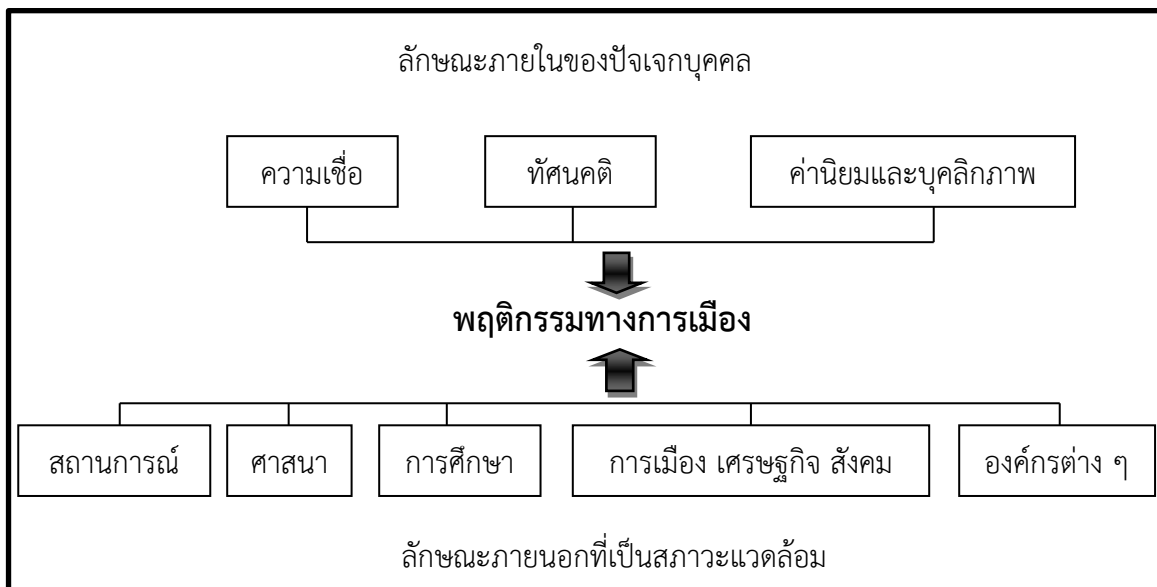 ลักษณะภายในของปัจเจกบุคคล
ความเชื่อ
ทัศนคติ
ค่านิยมและบุคลิกภาพ
พฤติกรรมทางการเมือง
สถานการณ์
ศาสนา
การศึกษา
การเมือง เศรษฐกิจ สังคม
องค์กรต่าง ๆ
ลักษณะภายนอกที่เป็นสภาวะแวดล้อม